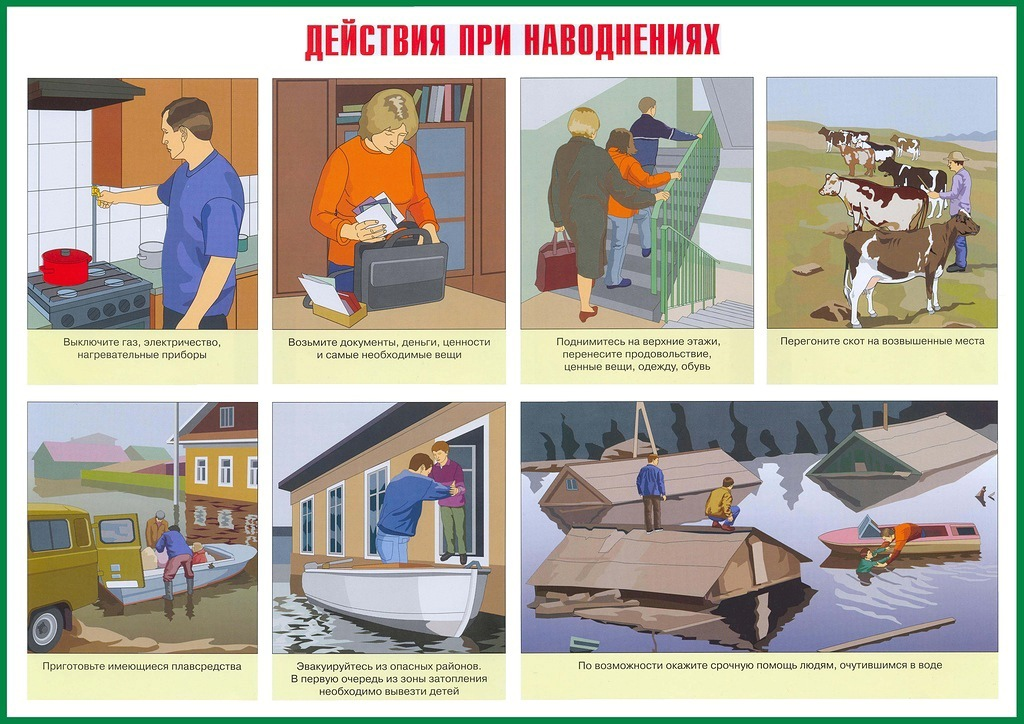 ДЕЙСТВИЯ ПРИ НАВОДНЕНИЯХ
Выключите газ, электричество,
нагревательные приборы
Возьмите документы, деньги, ценности
и самые необходимые вещи
Поднимитесь на верхние этажи,
перенесите продовольствие,
ценные вещи, одежду, обувь
Перегоните скот на возвышенные места
Приготовьте имеющиеся плавсредства
Эвакуируйтесь из опасных районов.
В первую очередь из зоны затопления
необходимо вывезти детей
По возможности окажите срочную помощь людям, очутившимся в воде